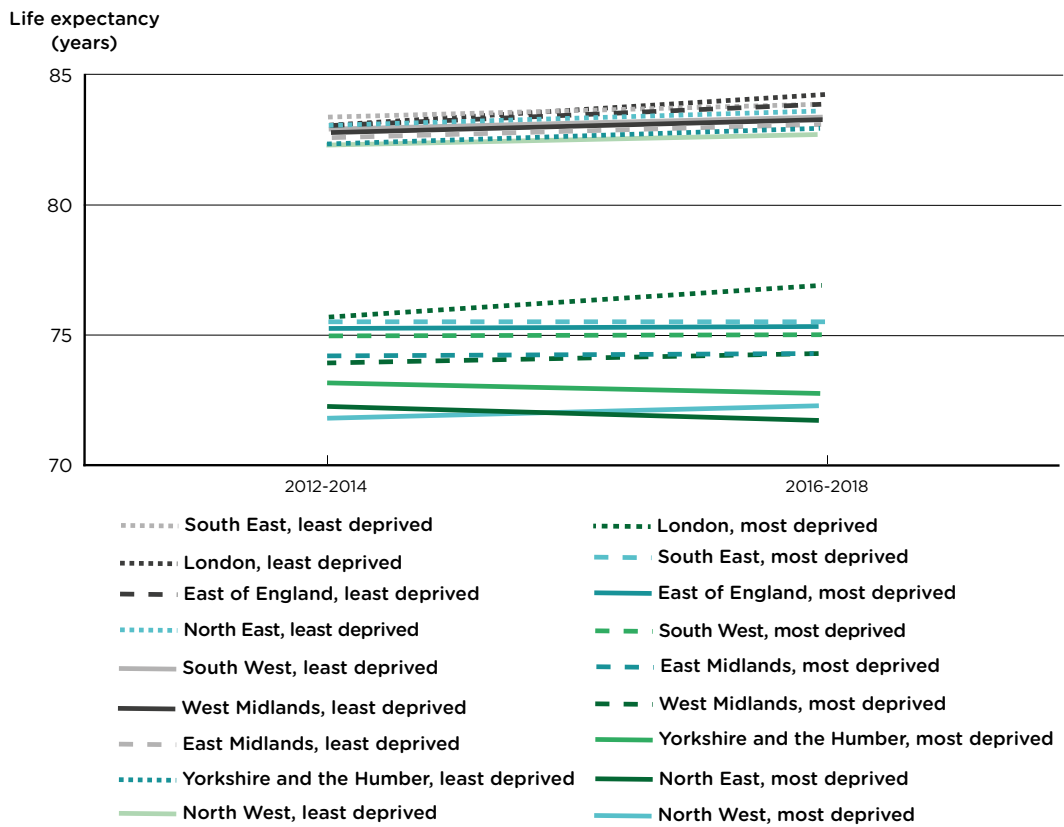 Life expectancy
(years)
85
80
75
70
2012-2014
2016-2018
South East, least deprived
London, least deprived
East of England, least deprived
North East, least deprived
South West, least deprived
West Midlands, least deprived
East Midlands, least deprived
Yorkshire and the Humber, least deprived
North West, least deprived
London, most deprived
South East, most deprived
East of England, most deprived
South West, most deprived
East Midlands, most deprived
West Midlands, most deprived
Yorkshire and the Humber, most deprived
North East, most deprived
North West, most deprived